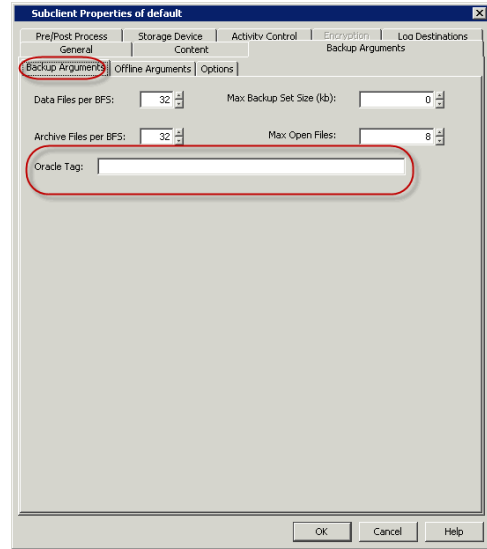 Subclient Properties of default
Pre/Post Process Storage Device Activity Control Encryption Log Destinations
General Content Backup Arguments
Backup Arguments Offline Arguments Options
Data Files per BFS: 32 Max Backup Set Size (kb): 0
Archive Files per BFS: 32 Max Open Files: 8
Oracle Tag:
OK Cancel Help